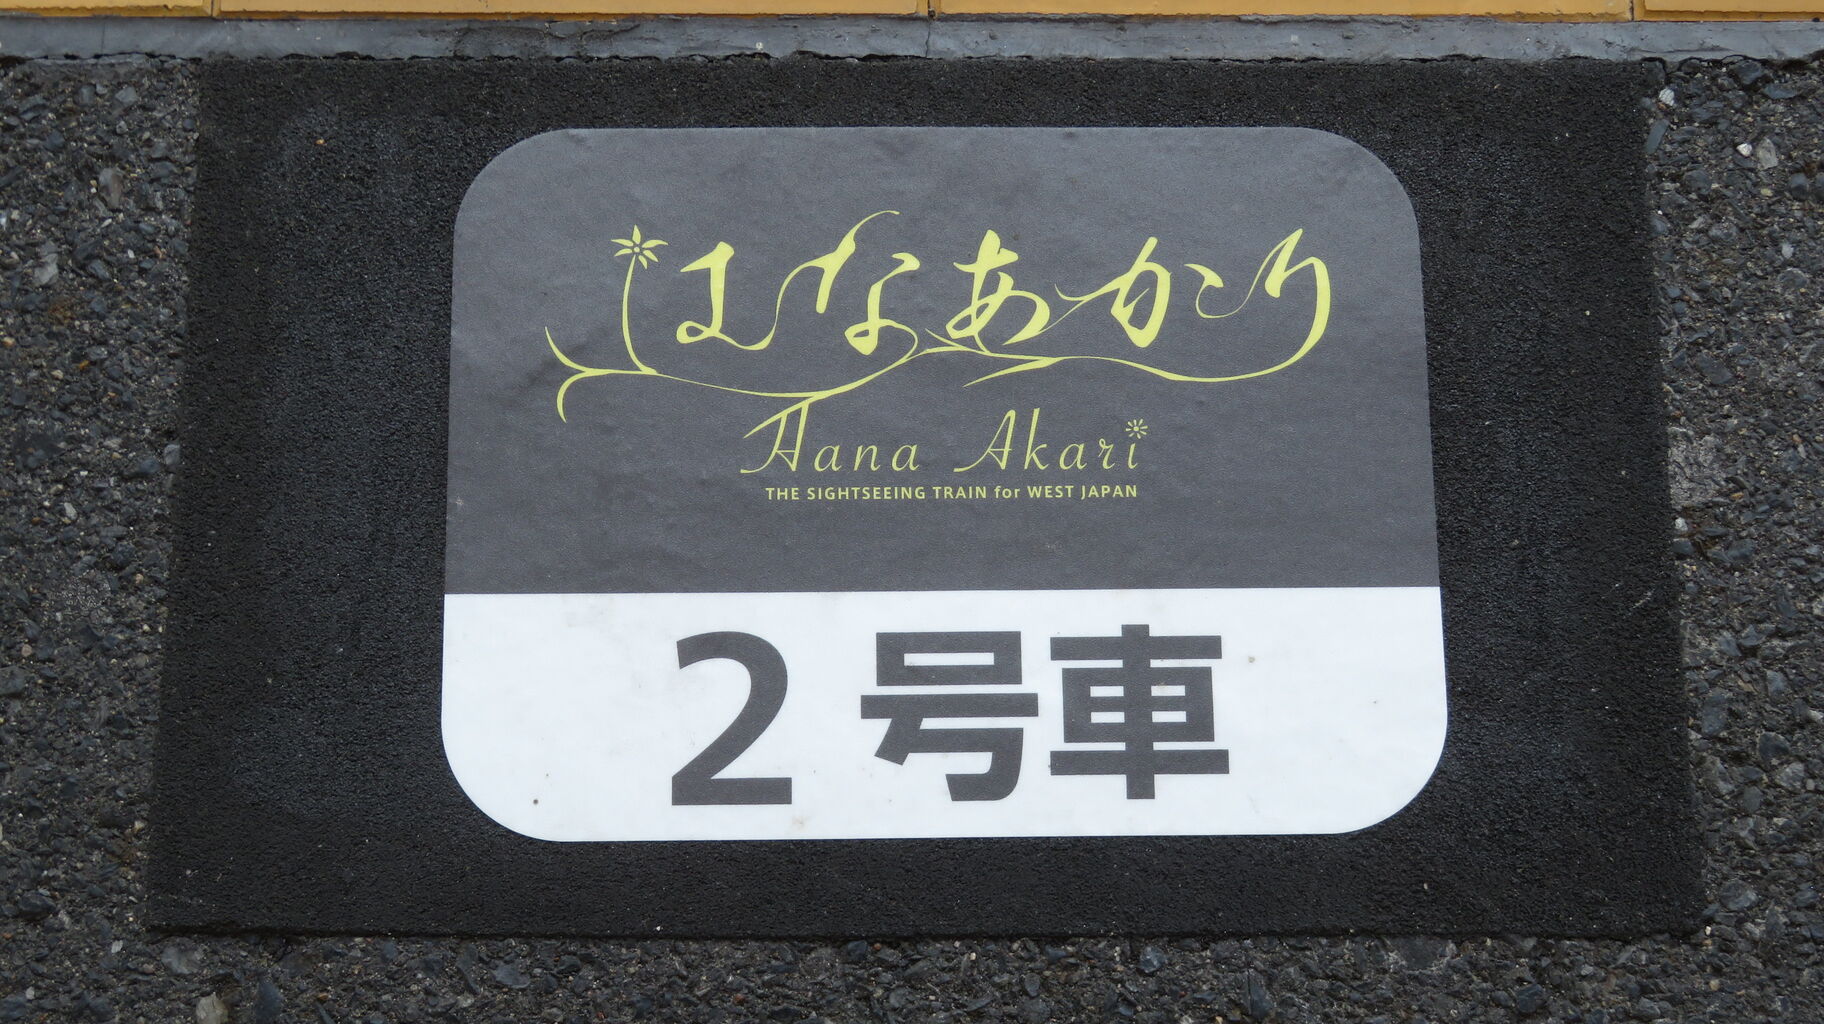 はなあかり
Hana Akari
THE SIGHTSEEING TRAIN for WEST JAPAN
2号車